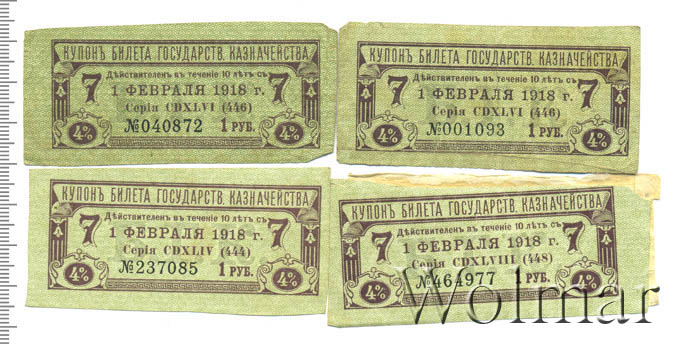 КУПОНЪ БИЛЕТА ГОСУДАРСТВ. КАЗНАЧЕЙСТВА
7 Дѣйствителенъ въ теченіе 10 лѣтъ съ 7
1 ФЕВРАЛЯ 1918 г.
Серія CDXLVI (446)
4% №040872 1 РУБ. 4%
КУПОНЪ БИЛЕТА ГОСУДАРСТВ. КАЗНАЧЕЙСТВА
7 Дѣйствителенъ въ теченіе 10 лѣтъ съ 7
1 ФЕВРАЛЯ 1918 г.
Серія CDXLVI (446)
4% №001093 1 РУБ. 4%
КУПОНЪ БИЛЕТА ГОСУДАРСТВ. КАЗНАЧЕЙСТВА
7 Дѣйствителенъ въ теченіе 10 лѣтъ съ 7
1 ФЕВРАЛЯ 1918 г.
Серія CDXLIV (444)
4% №237085 1 РУБ. 4%
КУПОНЪ БИЛЕТА ГОСУДАРСТВ. КАЗНАЧЕЙСТВА
7 Дѣйствителенъ въ теченіе 10 лѣтъ съ 7
1 ФЕВРАЛЯ 1918 г.
Серія CDXLVIII (448)
4% №464977 1 РУБ. 4%
Wolmar